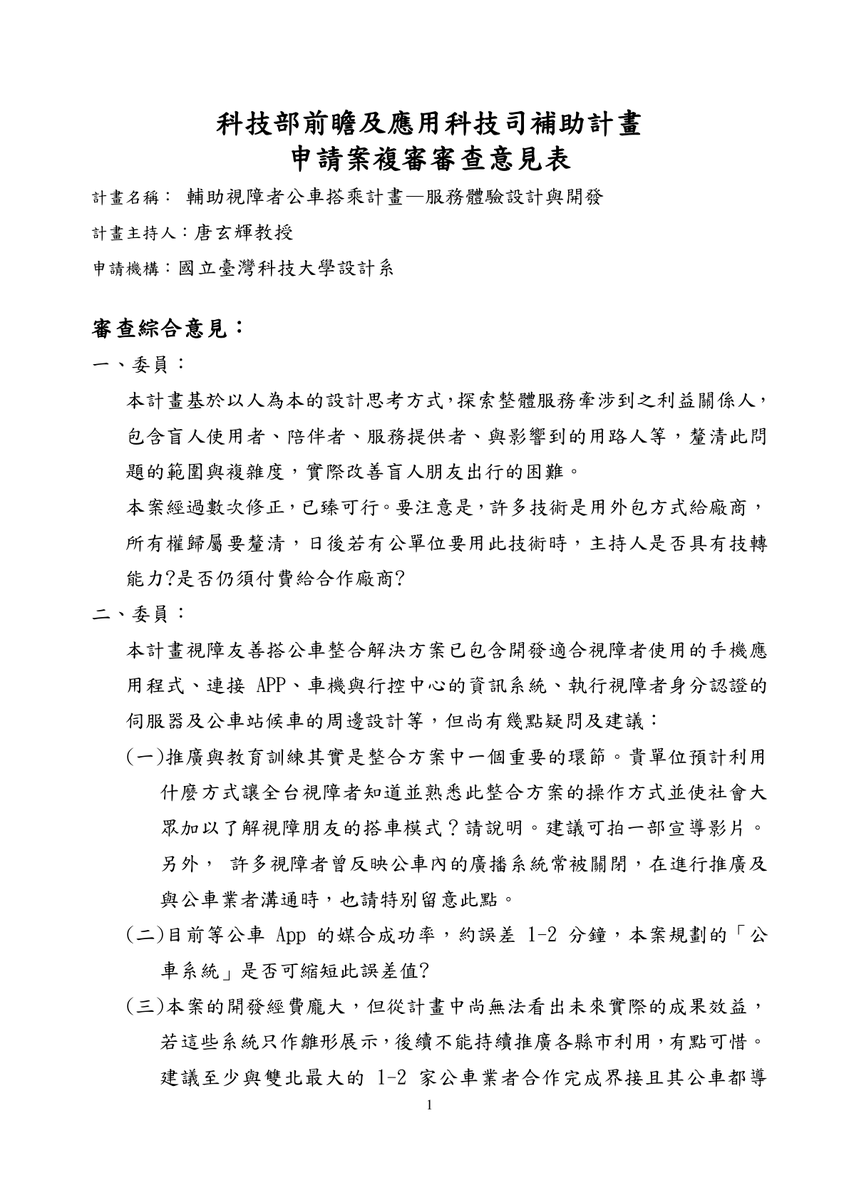 科技部前瞻及應用科技司補助計畫
申請案複審審查意見表
計畫名稱： 輔助視障者公車搭乘計畫—服務體驗設計與開發
計畫主持人：唐玄輝教授
申請機構：國立臺灣科技大學設計系
審查綜合意見：
一、委員：
本計畫基於以人為本的設計思考方式，探索整體服務牽涉到之利益關係人，
包含盲人使用者、陪伴者、服務提供者、與影響到的用路人等，釐清此問
題的範圍與複雜度，實際改善盲人朋友出行的困難。
本案經過數次修正，已臻可行。要注意是，許多技術是用外包方式給廠商，
所有權歸屬要釐清，日後若有公單位要用此技術時，主持人是否具有技轉
能力?是否仍須付費給合作廠商?
二、委員：
本計畫視障友善搭公車整合解決方案已包含開發適合視障者使用的手機應
用程式、連接 APP、車機與行控中心的資訊系統、執行視障者身分認證的
伺服器及公車站候車的周邊設計等，但尚有幾點疑問及建議：
(一)推廣與教育訓練其實是整合方案中一個重要的環節。貴單位預計利用
什麼方式讓全台視障者知道並熟悉此整合方案的操作方式並使社會大
眾加以了解視障朋友的搭車模式？請說明。建議可拍一部宣導影片。
另外， 許多視障者曾反映公車內的廣播系統常被關閉，在進行推廣及
與公車業者溝通時，也請特別留意此點。
(二)目前等公車 App 的媒合成功率，約誤差 1-2 分鐘，本案規劃的「公
車系統」是否可縮短此誤差值?
(三)本案的開發經費龐大，但從計畫中尚無法看出未來實際的成果效益，
若這些系統只作雛形展示，後續不能持續推廣各縣市利用，有點可惜。
建議至少與雙北最大的 1-2 家公車業者合作完成界接且其公車都導
1